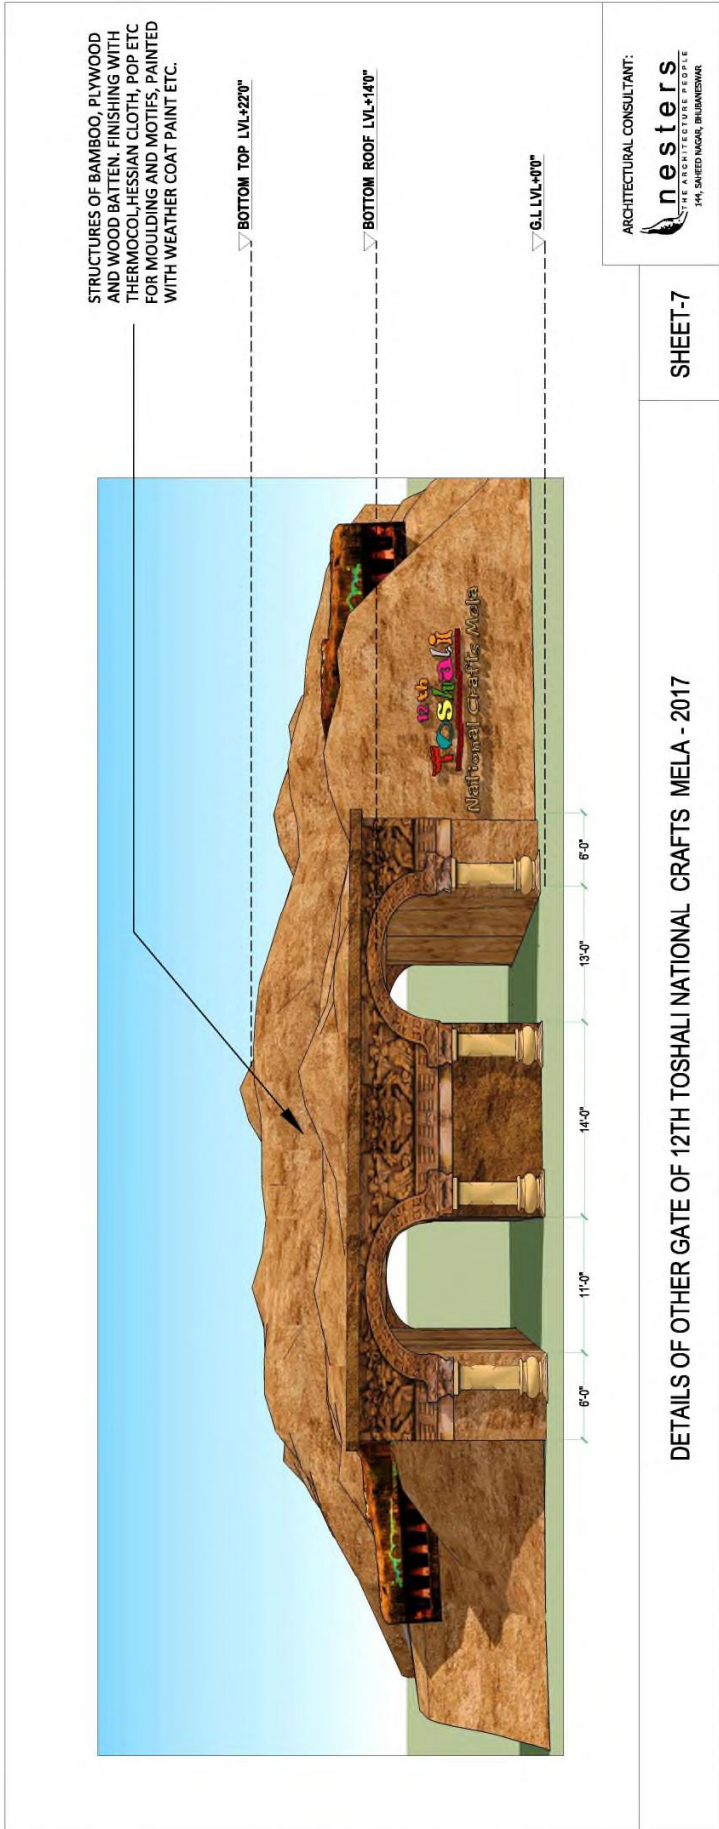 STRUCTURES OF BAMBOO, PLYWOOD
AND WOOD BATTEN. FINISHING WITH
THERMOCOL,HESSIAN CLOTH, POP ETC
FOR MOULDING AND MOTIFS, PAINTED
WITH WEATHER COAT PAINT ETC.
BOTTOM TOP LVL+22'0"
BOTTOM ROOF LVL+14'0"
G.L LVL+0'0"
12th
Toshali
National Crafts Mela
6'-0"
11'-0"
14'-0"
13'-0"
6'-0"
DETAILS OF OTHER GATE OF 12TH TOSHALI NATIONAL CRAFTS MELA - 2017
SHEET-7
ARCHITECTURAL CONSULTANT:
nesters
THE ARCHITECTURE PEOPLE
144, SAHEED NAGAR, BHUBANESWAR